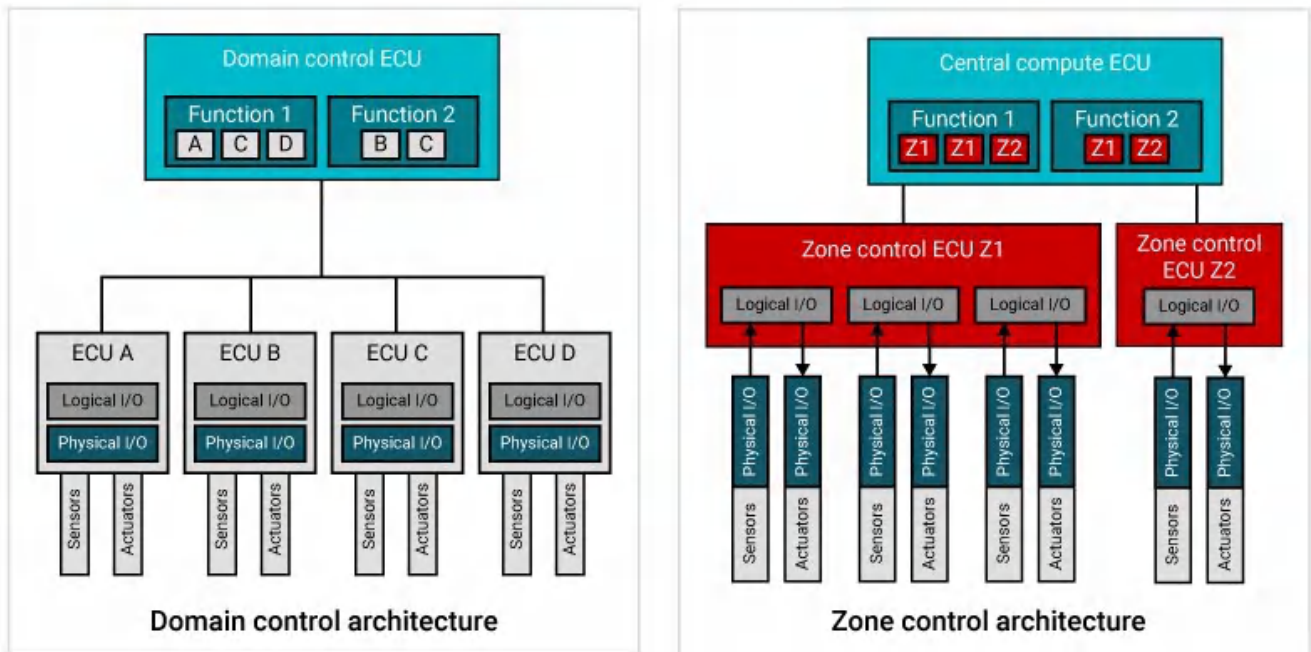 Domain control ECU
Function 1
A C D
Function 2
B C
ECU A
Logical I/O
Physical I/O
Sensors
Actuators
ECU B
Logical I/O
Physical I/O
Sensors
Actuators
ECU C
Logical I/O
Physical I/O
Sensors
Actuators
ECU D
Logical I/O
Physical I/O
Sensors
Actuators
Domain control architecture
Central compute ECU
Function 1
Z1 Z1 Z2
Function 2
Z1 Z2
Zone control ECU Z1
Logical I/O
Logical I/O
Logical I/O
Physical I/O
Sensors
Physical I/O
Actuators
Physical I/O
Sensors
Physical I/O
Actuators
Physical I/O
Sensors
Physical I/O
Actuators
Zone control
ECU Z2
Logical I/O
Physical I/O
Sensors
Physical I/O
Actuators
Zone control architecture